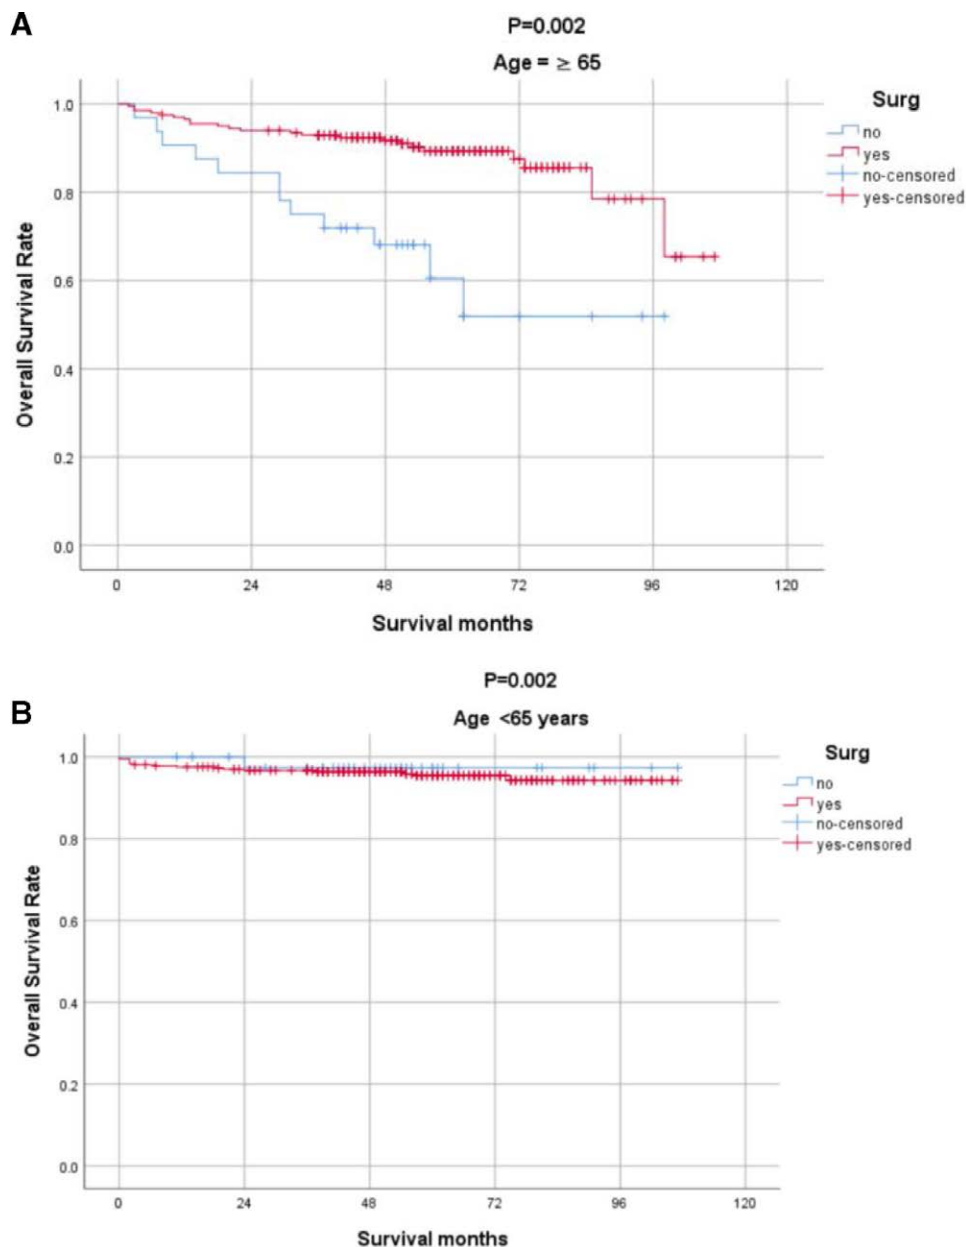 A
P=0.002
Age = ≥ 65
Surg
no
yes
no-censored
yes-censored
1.0
0.8
0.6
0.4
0.2
0.0
Overall Survival Rate
0 24 48 72 96 120
Survival months
B
P=0.002
Age <65 years
Surg
no
yes
no-censored
yes-censored
1.0
0.8
0.6
0.4
0.2
0.0
Overall Survival Rate
0 24 48 72 96 120
Survival months